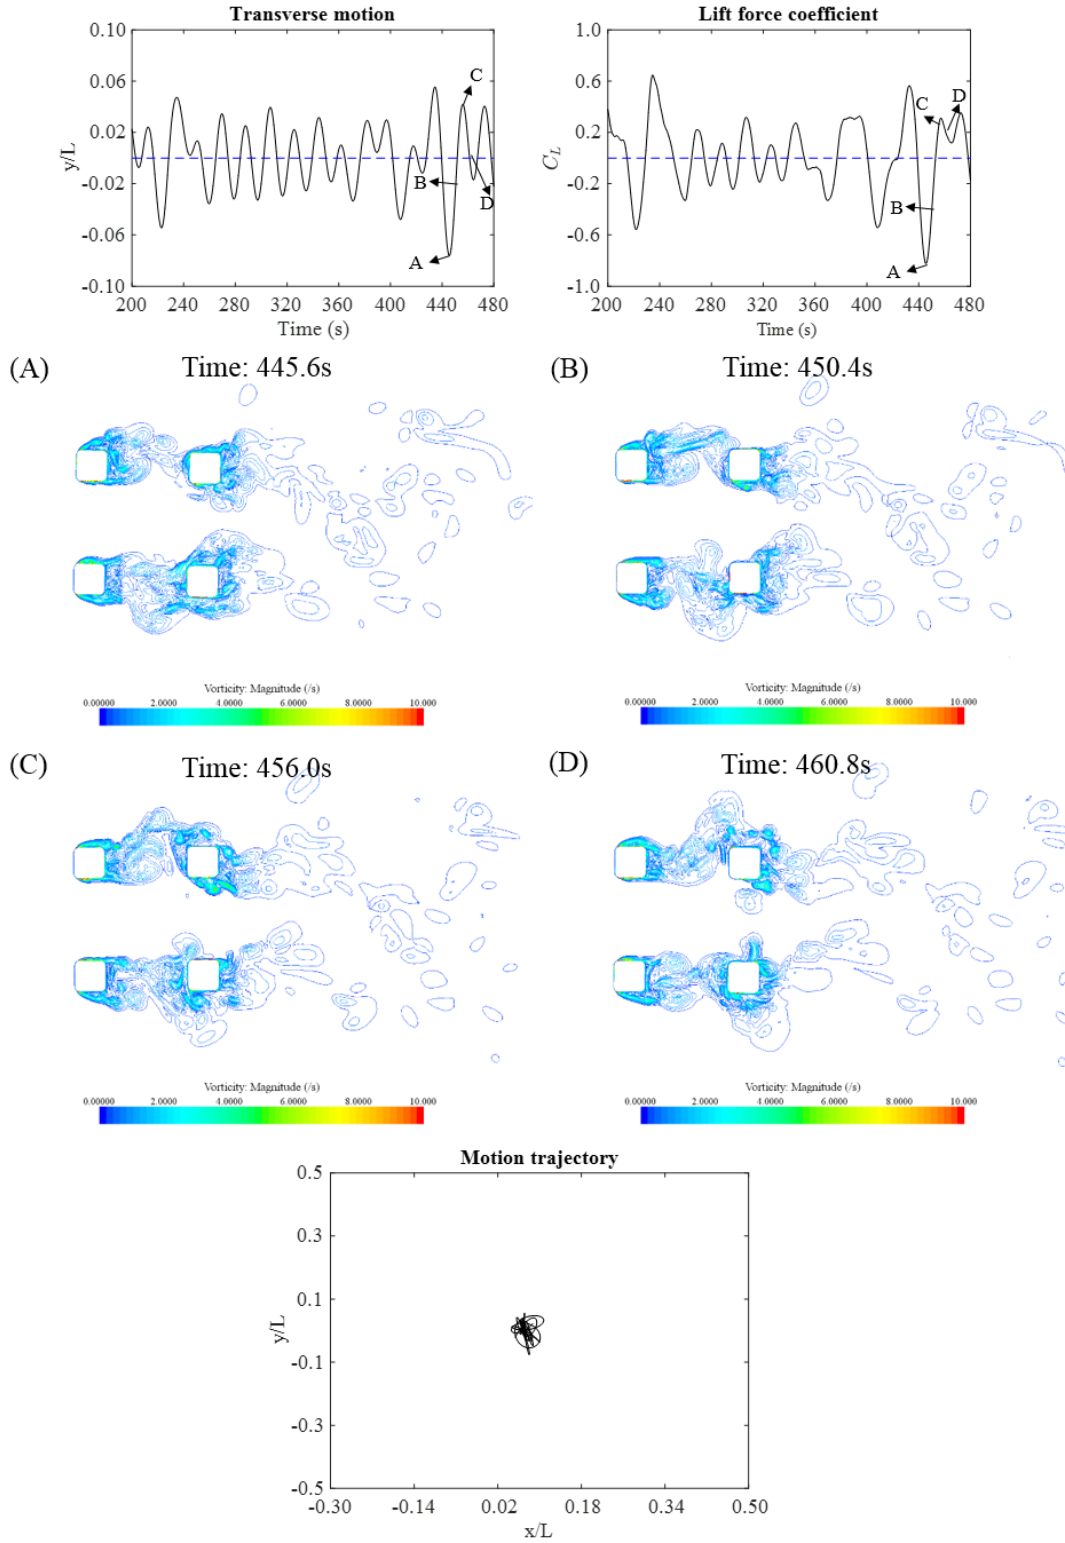 Transverse motion
0.10
0.06
0.02
-0.02
-0.06
-0.10
y/L
200 240 280 320 360 400 440 480
Time (s)
A
B
C
D
Lift force coefficient
1.0
0.6
0.2
-0.2
-0.6
-1.0
C_L
200 240 280 320 360 400 440 480
Time (s)
A
B
C
D
(A) Time: 445.6s
Vorticity: Magnitude (/s)
0.00000 2.0000 4.0000 6.0000 8.0000 10.000
(B) Time: 450.4s
Vorticity: Magnitude (/s)
0.00000 2.0000 4.0000 6.0000 8.0000 10.000
(C) Time: 456.0s
Vorticity: Magnitude (/s)
0.00000 2.0000 4.0000 6.0000 8.0000 10.000
(D) Time: 460.8s
Vorticity: Magnitude (/s)
0.00000 2.0000 4.0000 6.0000 8.0000 10.000
Motion trajectory
0.5
0.3
0.1
-0.1
-0.3
-0.5
y/L
-0.30 -0.14 0.02 0.18 0.34 0.50
x/L